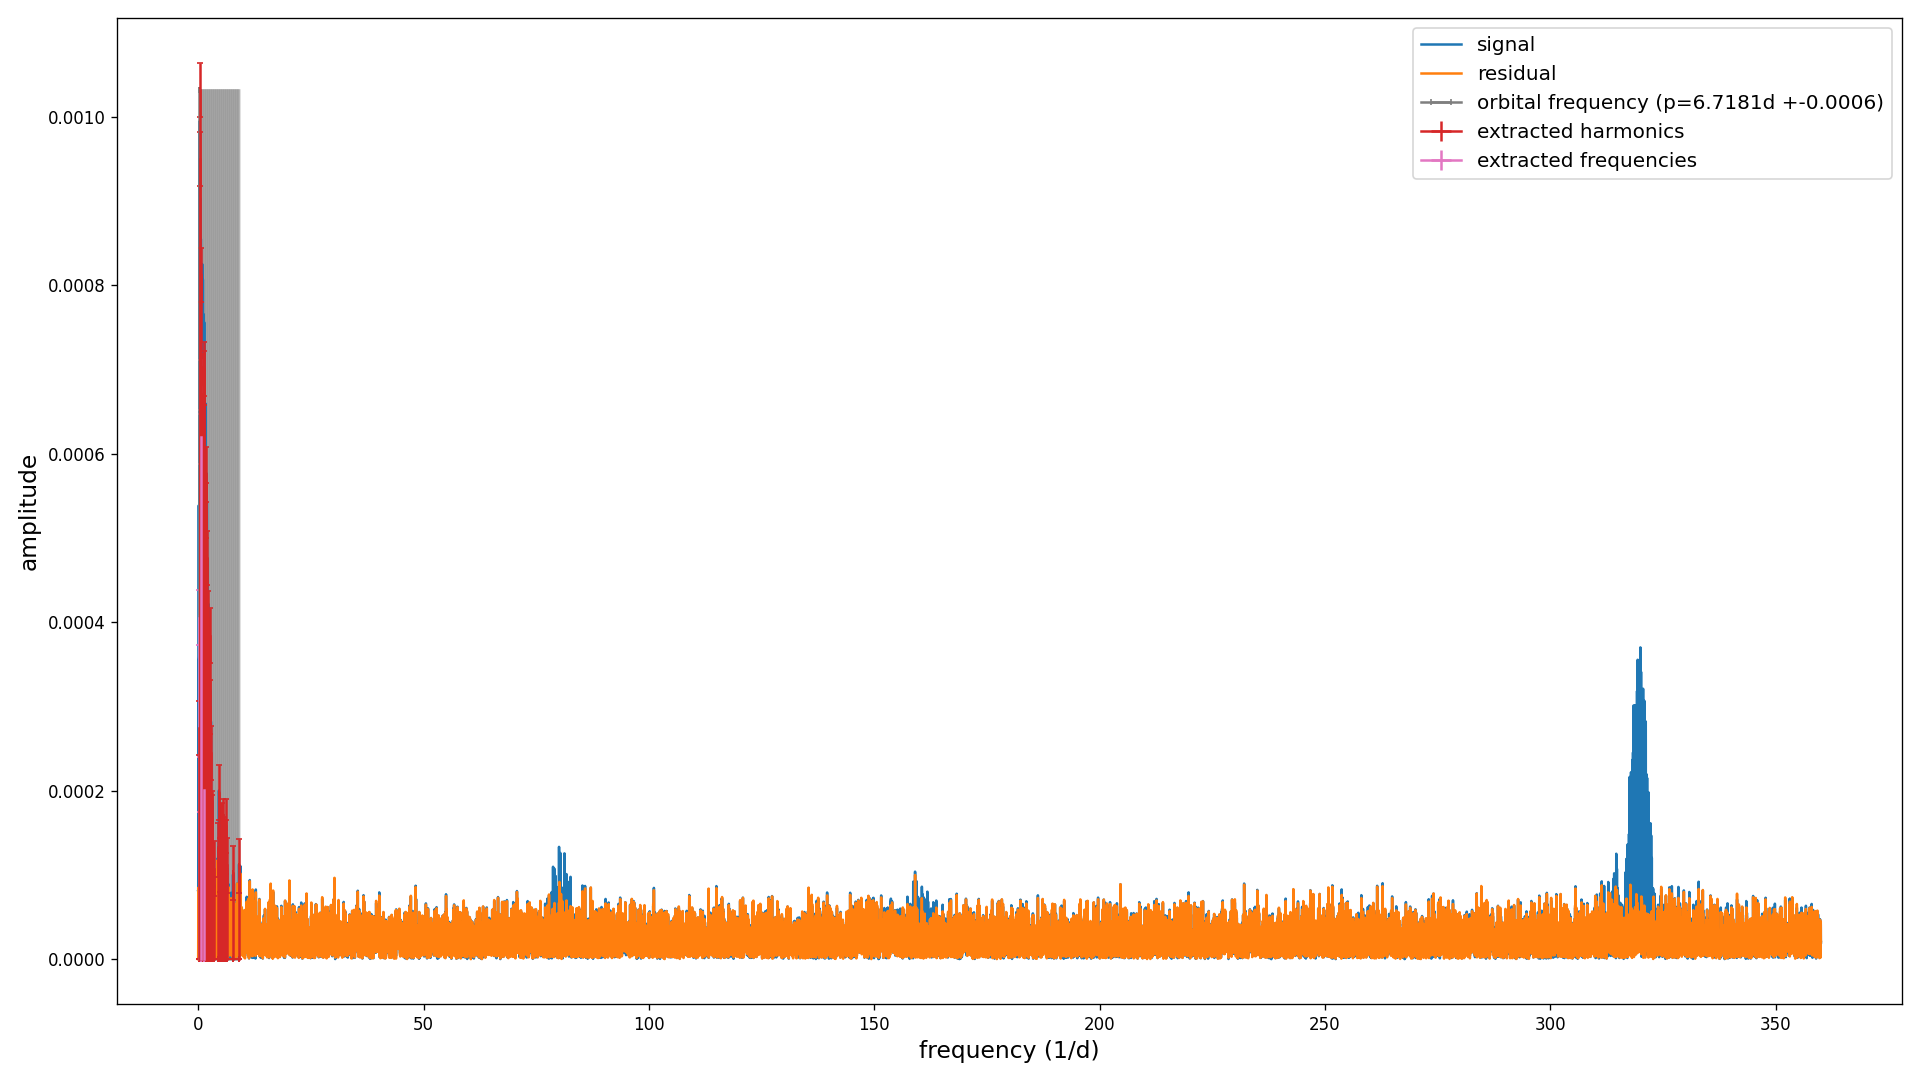 signal
residual
orbital frequency (p=6.7181d +-0.0006)
extracted harmonics
extracted frequencies
0.0010
0.0008
0.0006
0.0004
0.0002
0.0000
amplitude
0 50 100 150 200 250 300 350
frequency (1/d)